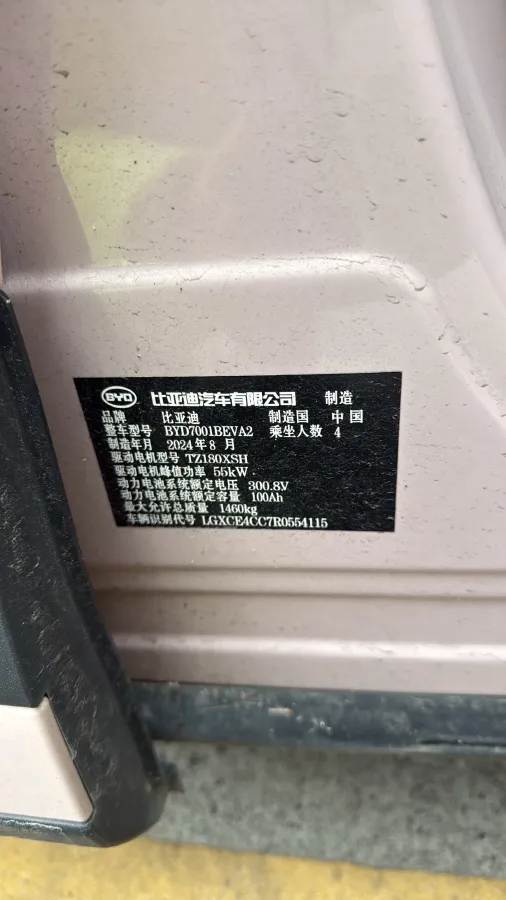 BYD 比亚迪汽车有限公司 制造
品牌 比亚迪 制造国 中国
整车型号 BYD7001BEVA2 乘坐人数 4
制造年月 2024年8月
驱动电机型号 TZ180XSH
驱动电机峰值功率 55kW
动力电池系统额定电压 300.8V
动力电池系统额定容量 100Ah
最大允许总质量 1460kg
车辆识别代号 LGXCE4CC7R0554115